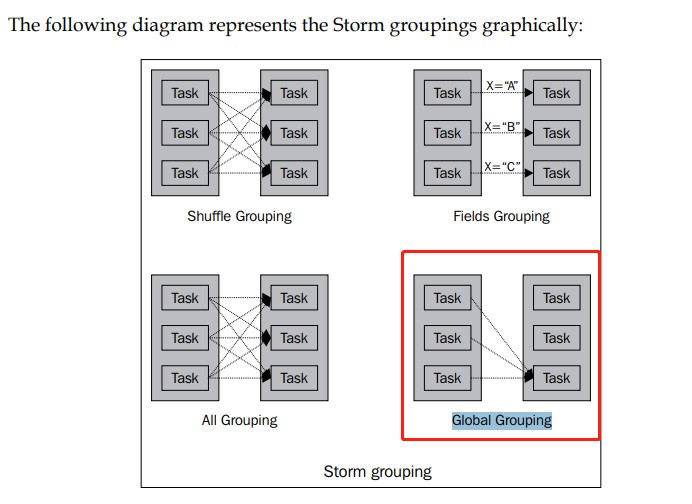 The following diagram represents the Storm groupings graphically:
Task Task
Task Task
Task Task
Shuffle Grouping
Task X="A" Task
Task X="B" Task
Task X="C" Task
Fields Grouping
Task Task
Task Task
Task Task
All Grouping
Task Task
Task Task
Task Task
Global Grouping
Storm grouping